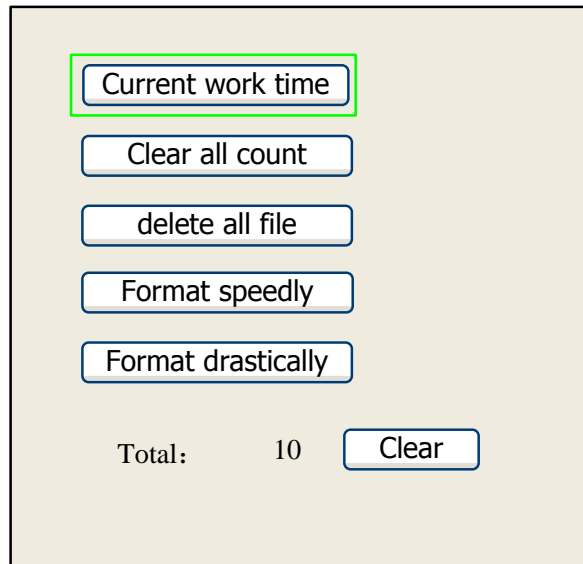 Current work time
Clear all count
delete all file
Format speedly
Format drastically
Total： 10 Clear